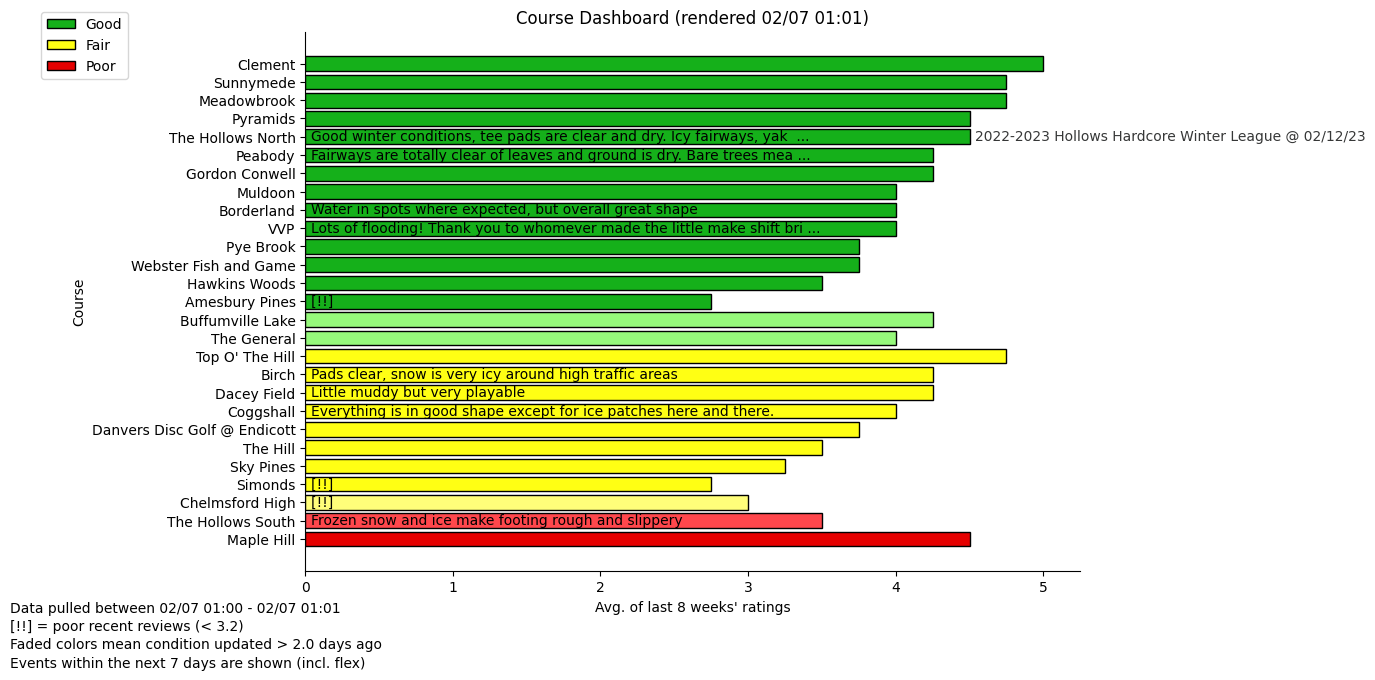 Course Dashboard (rendered 02/07 01:01)
Good
Fair
Poor
Course
Clement
Sunnymede
Meadowbrook
Pyramids
The Hollows North Good winter conditions, tee pads are clear and dry. Icy fairways, yak  ... 2022-2023 Hollows Hardcore Winter League @ 02/12/23
Peabody Fairways are totally clear of leaves and ground is dry. Bare trees mea ...
Gordon Conwell
Muldoon
Borderland Water in spots where expected, but overall great shape
VVP Lots of flooding! Thank you to whomever made the little make shift bri ...
Pye Brook
Webster Fish and Game
Hawkins Woods
Amesbury Pines [!!]
Buffumville Lake
The General
Top O' The Hill
Birch Pads clear, snow is very icy around high traffic areas
Dacey Field Little muddy but very playable
Coggshall Everything is in good shape except for ice patches here and there.
Danvers Disc Golf @ Endicott
The Hill
Sky Pines
Simonds [!!]
Chelmsford High [!!]
The Hollows South Frozen snow and ice make footing rough and slippery
Maple Hill
0 1 2 3 4 5
Avg. of last 8 weeks' ratings
Data pulled between 02/07 01:00 - 02/07 01:01
[!!] = poor recent reviews (< 3.2)
Faded colors mean condition updated > 2.0 days ago
Events within the next 7 days are shown (incl. flex)